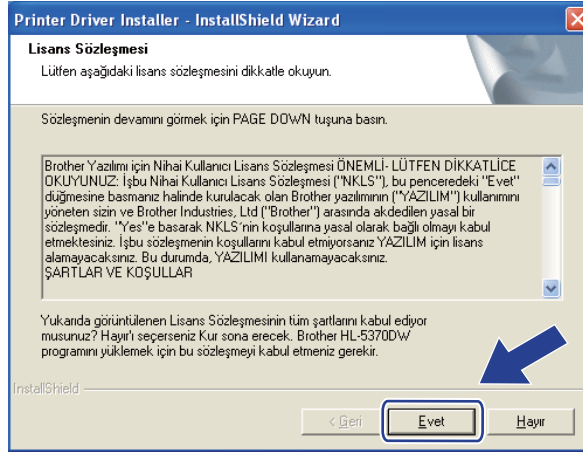 Printer Driver Installer - InstallShield Wizard
Lisans Sözleşmesi
Lütfen aşağıdaki lisans sözleşmesini dikkatle okuyun.
Sözleşmenin devamını görmek için PAGE DOWN tuşuna basın.
Brother Yazılımı için Nihai Kullanıcı Lisans Sözleşmesi ÖNEMLİ- LÜTFEN DİKKATLİCE
OKUYUNUZ: İşbu Nihai Kullanıcı Lisans Sözleşmesi ("NKLS"), bu penceredeki "Evet"
düğmesine basmanız halinde kurulacak olan Brother yazılımının ("YAZILIM") kullanımını
yöneten sizin ve Brother Industries, Ltd ("Brother") arasında akdedilen yasal bir
sözleşmedir. "Yes"e basarak NKLS´nin koşullarına yasal olarak bağlı olmayı kabul
etmektesiniz. İşbu sözleşmenin koşullarını kabul etmiyorsanız YAZILIM için lisans
alamayacaksınız. Bu durumda, YAZILIMI kullanamayacaksınız.
ŞARTLAR VE KOŞULLAR
Yukarıda görüntülenen Lisans Sözleşmesinin tüm şartlarını kabul ediyor
musunuz? Hayır'ı seçerseniz Kur sona erecek. Brother HL-5370DW
programını yüklemek için bu sözleşmeyi kabul etmeniz gerekir.
InstallShield
< Geri Evet Hayır